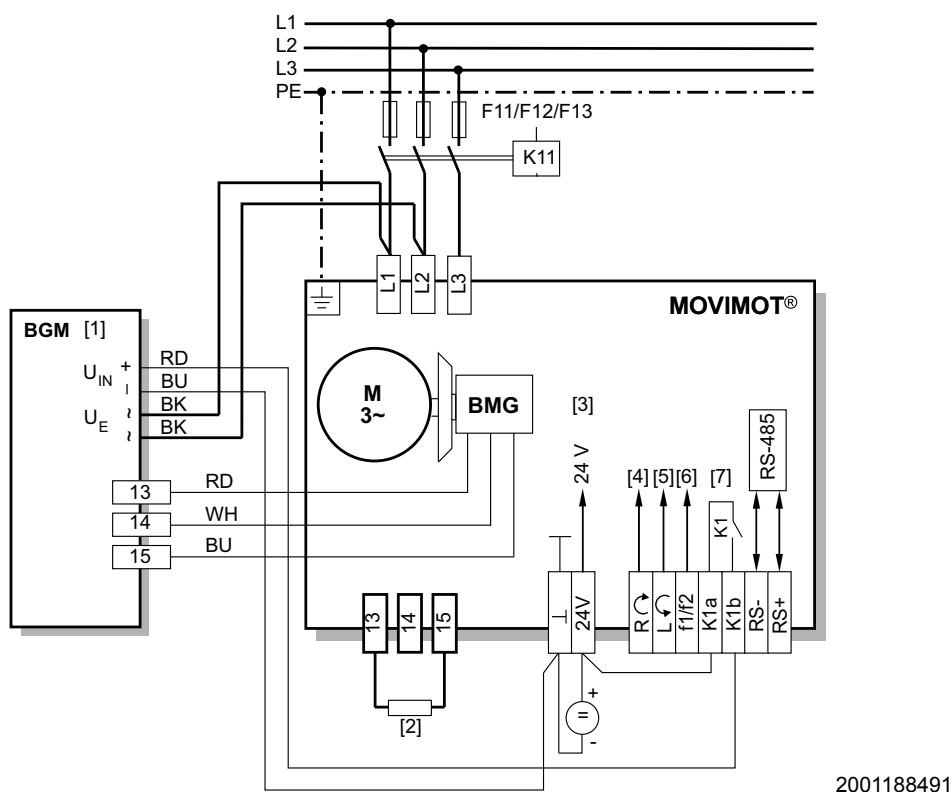 L1
L2
L3
PE
F11/F12/F13
K11
L1
L2
L3
MOVIMOT®
BGM [1]
U_IN +
−
U_E ~
~
RD
BU
BK
BK
M
3~
BMG
[3]
24 V
[4] [5] [6] [7]
RS-485
K1
13 RD
14 WH
15 BU
13
14
15
⊥
24V
R
L
f1/f2
K1a
K1b
RS-
RS+
[2]
+
=
-
2001188491